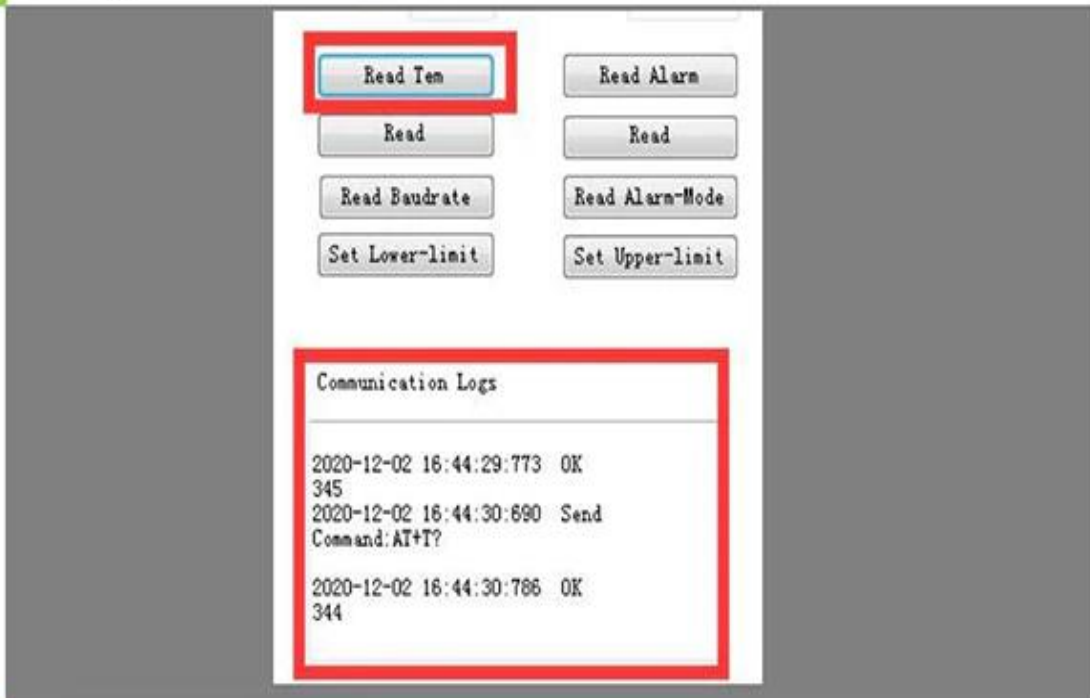 Read Tem
Read Alarm
Read
Read
Read Baudrate
Read Alarm-Mode
Set Lower-limit
Set Upper-limit
Communication Logs
2020-12-02 16:44:29:773 OK
345
2020-12-02 16:44:30:690 Send
Command:AT+T?
2020-12-02 16:44:30:786 OK
344